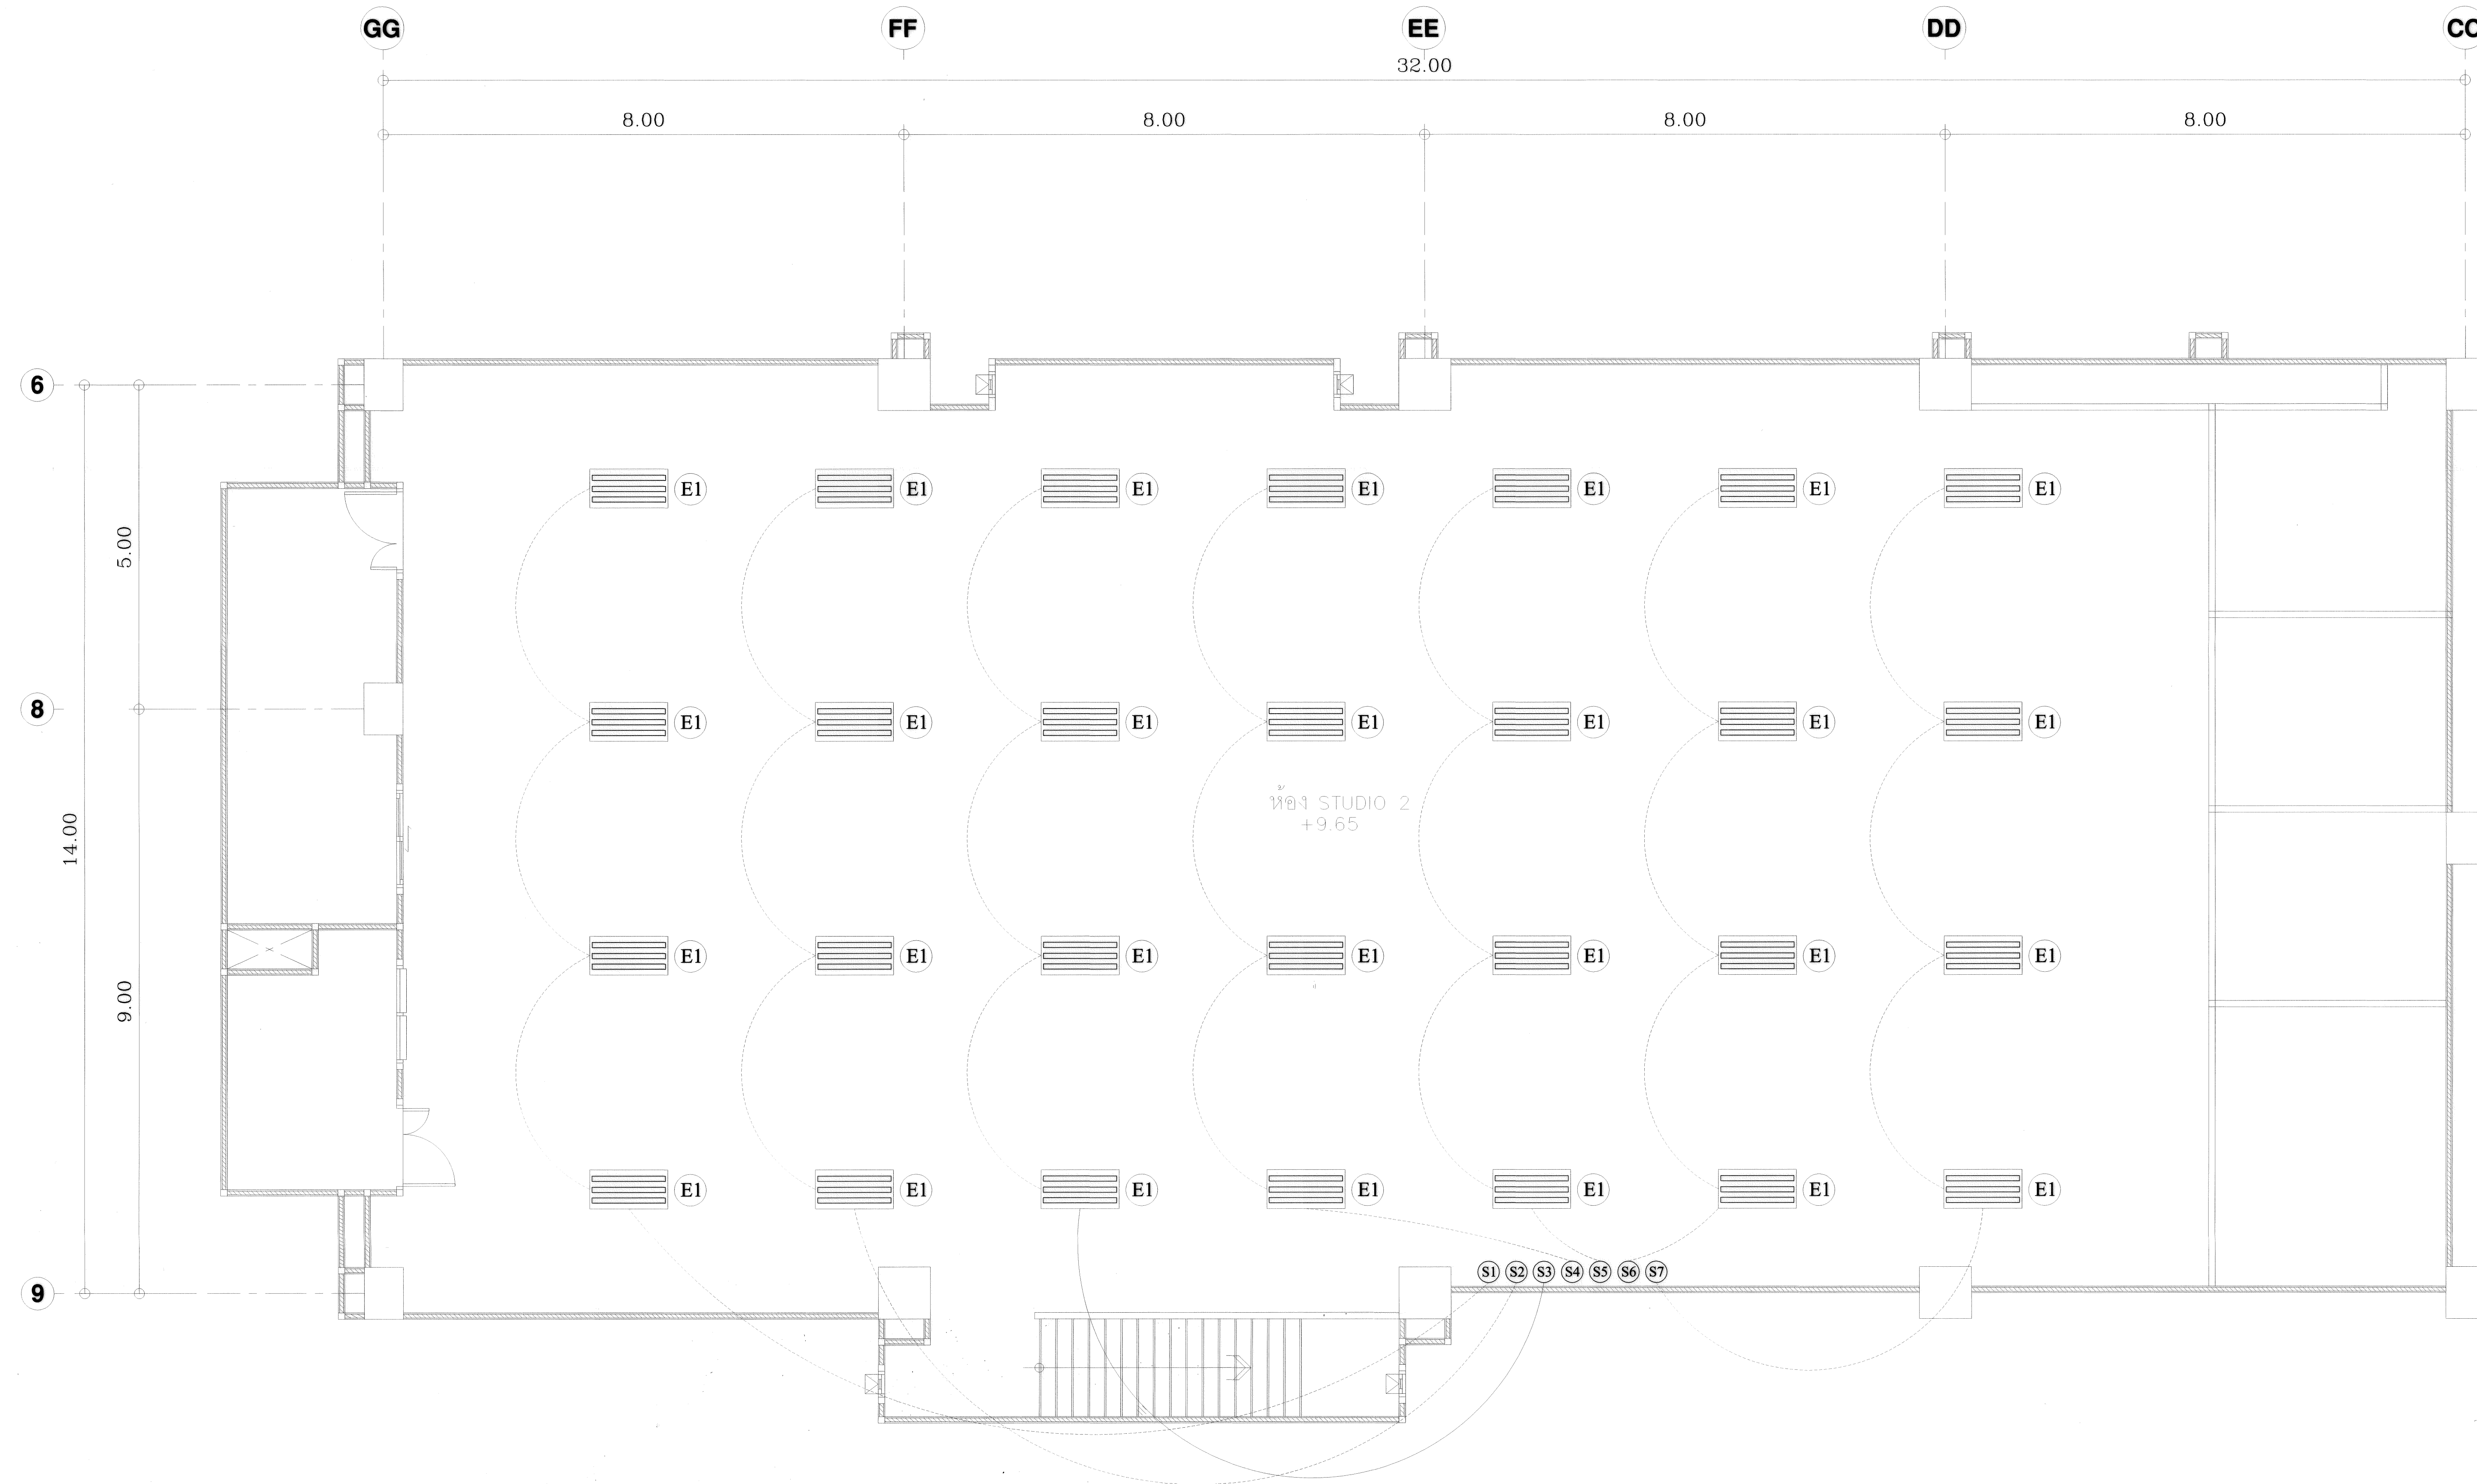 GG FF EE DD CC
32.00
8.00 8.00 8.00 8.00
6
E1 E1 E1 E1 E1 E1 E1
5.00
8
E1 E1 E1 E1 E1 E1 E1
ห้อง STUDIO 2
+9.65
14.00
E1 E1 E1 E1 E1 E1 E1
9.00
E1 E1 E1 E1 E1 E1 E1
S1 S2 S3 S4 S5 S6 S7
9